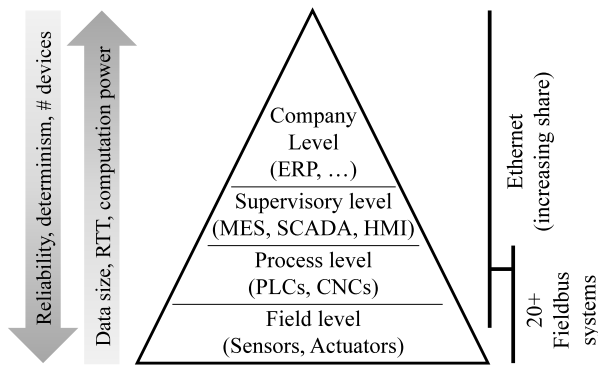 Reliability, determinism, # devices
Data size, RTT, computation power
Company
Level
(ERP, …)
Supervisory level
(MES, SCADA, HMI)
Process level
(PLCs, CNCs)
Field level
(Sensors, Actuators)
Ethernet
(increasing share)
20+
Fieldbus
systems